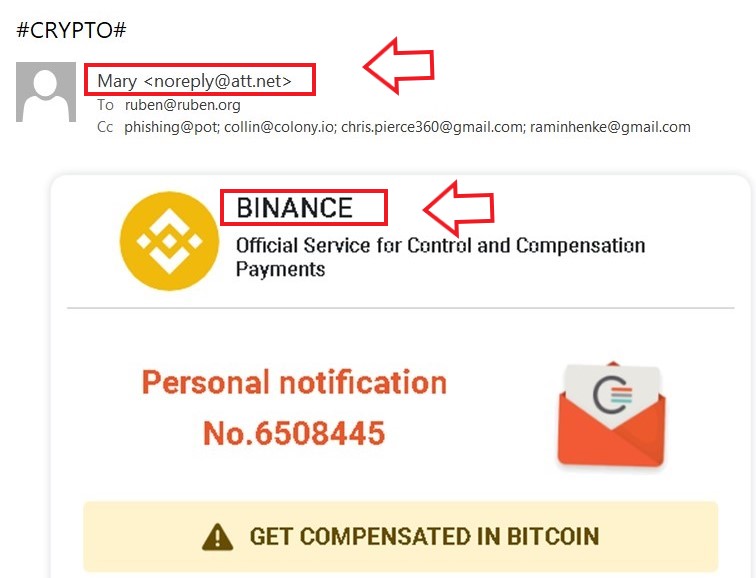 #CRYPTO#
Mary <noreply@att.net>
To ruben@ruben.org
Cc phishing@pot; collin@colony.io; chris.pierce360@gmail.com; raminhenke@gmail.com
BINANCE
Official Service for Control and Compensation
Payments
Personal notification
No.6508445
GET COMPENSATED IN BITCOIN